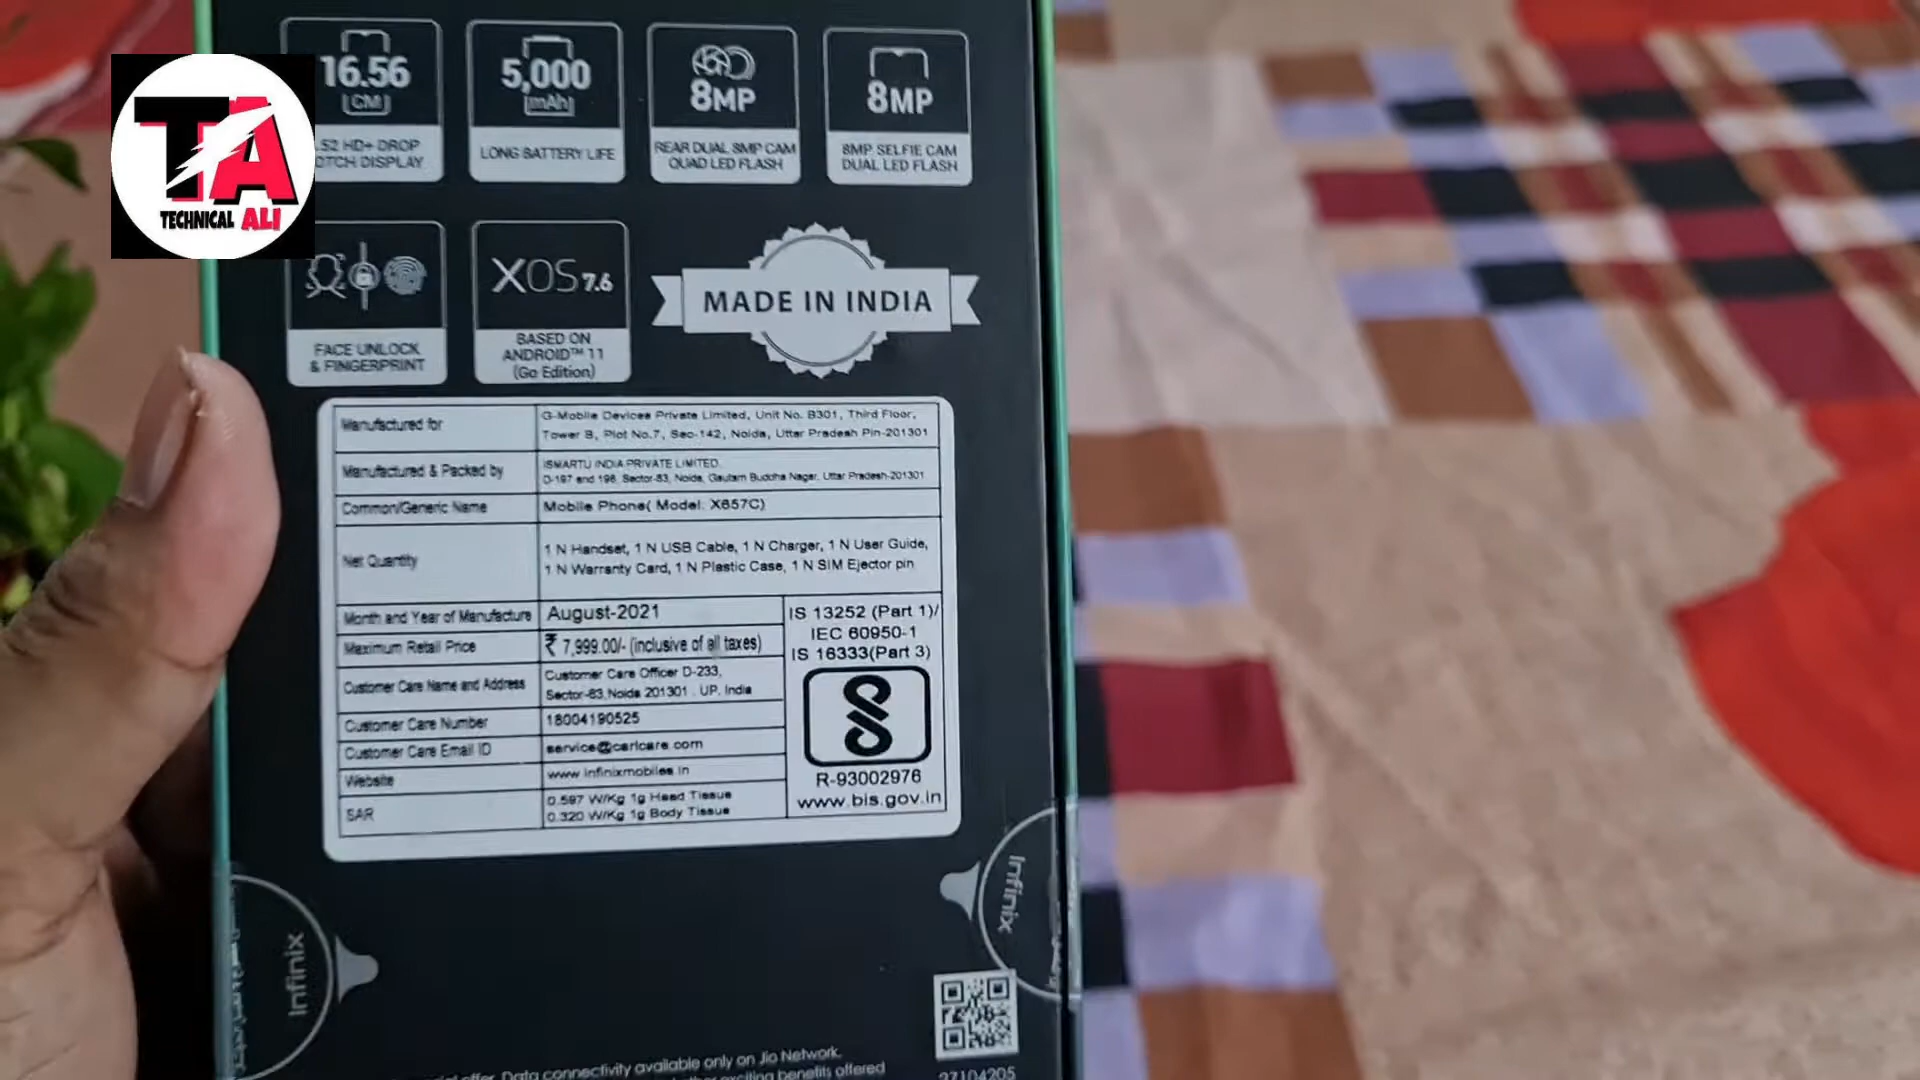 16.56
CM
52 HD+ DROP
OTCH DISPLAY
5,000
mAh
LONG BATTERY LIFE
8MP
REAR DUAL 8MP CAM
QUAD LED FLASH
8MP
8MP SELFIE CAM
DUAL LED FLASH
TA
TECHNICAL ALI
FACE UNLOCK
& FINGERPRINT
XOS 7.6
BASED ON
ANDROID™ 11
(Go Edition)
MADE IN INDIA
Manufactured for
G-Mobile Devices Private Limited, Unit No. B301, Third Floor,
Tower B, Plot No.7, Sec-142, Noida, Uttar Pradesh Pin-201301
Manufactured & Packed by
ISMARTU INDIA PRIVATE LIMITED.
D-197 and 198, Sector-63, Noida, Gautam Buddha Nagar, Uttar Pradesh-201301
Common/Generic Name
Mobile Phone( Model: X657C)
Net Quantity
1 N Handset, 1 N USB Cable, 1 N Charger, 1 N User Guide,
1 N Warranty Card, 1 N Plastic Case, 1 N SIM Ejector pin
Month and Year of Manufacture
August-2021
Maximum Retail Price
₹ 7,999.00/- (inclusive of all taxes)
Customer Care Name and Address
Customer Care Officer D-233,
Sector-63, Noida 201301 . UP. India
Customer Care Number
18004190525
Customer Care Email ID
service@carlcare.com
Website
www.infinixmobiles.in
SAR
0.597 W/Kg 1g Head Tissue
0.320 W/Kg 1g Body Tissue
IS 13252 (Part 1)/
IEC 60950-1
IS 16333(Part 3)
R-93002976
www.bis.gov.in
Infinix
Infinix
offer. Data connectivity available only on Jio Network.
other exciting benefits offered
27104205